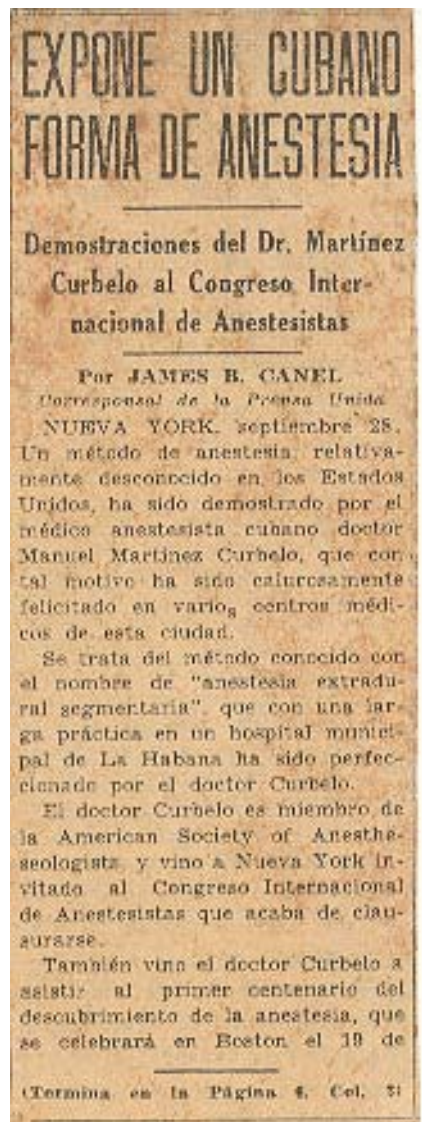 EXPONE UN CUBANO
FORMA DE ANESTESIA
Demostraciones del Dr. Martínez
Curbelo al Congreso Inter-
nacional de Anestesistas
Por JAMES B. CANEL
Corresponsal de la Prensa Unida
NUEVA YORK, septiembre 28.
Un método de anestesia, relativa-
mente desconocido en los Estados
Unidos, ha sido demostrado por el
médico anestesista cubano doctor
Manuel Martínez Curbelo, que con
tal motivo ha sido calurosamente
felicitado en varios centros médi-
cos de esta ciudad.
Se trata del método conocido con
el nombre de "anestesia extradu-
ral segmentaria", que con una lar-
ga práctica en un hospital munici-
pal de La Habana ha sido perfec-
cionado por el doctor Curbelo.
El doctor Curbelo es miembro de
la American Society of Anesthe-
seologists y vino a Nueva York in-
vitado al Congreso Internacional
de Anestesistas que acaba de clau-
surarse.
También vino el doctor Curbelo a
asistir al primer centenario del
descubrimiento de la anestesia, que
se celebrará en Boston el 19 de
(Termina en la Página 4, Col. 3)